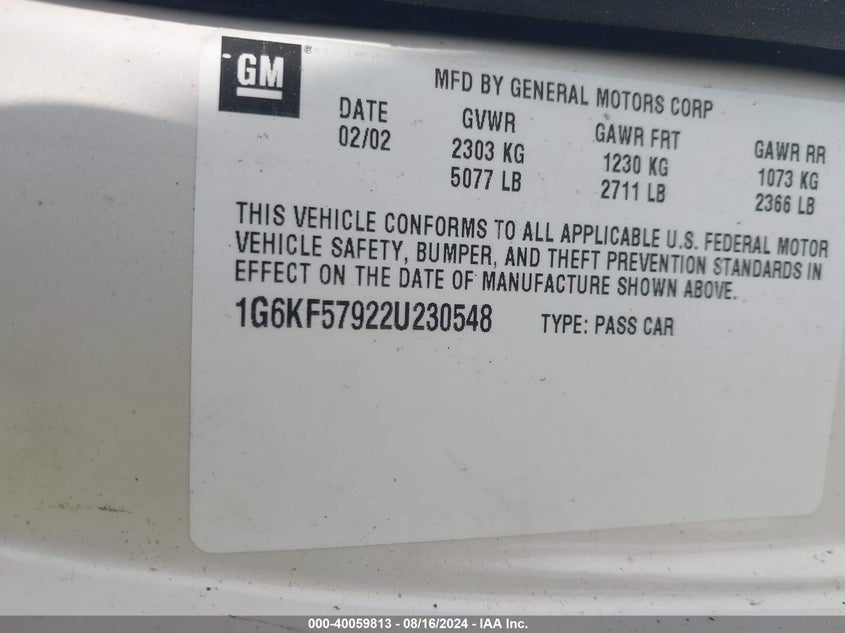 GM ®
MFD BY GENERAL MOTORS CORP
DATE GVWR GAWR FRT GAWR RR
02/02 2303 KG 1230 KG 1073 KG
5077 LB 2711 LB 2366 LB
THIS VEHICLE CONFORMS TO ALL APPLICABLE U.S. FEDERAL MOTOR
VEHICLE SAFETY, BUMPER, AND THEFT PREVENTION STANDARDS IN
EFFECT ON THE DATE OF MANUFACTURE SHOWN ABOVE.
1G6KF57922U230548 TYPE: PASS CAR
000-40059813 - 08/16/2024 - IAA Inc.